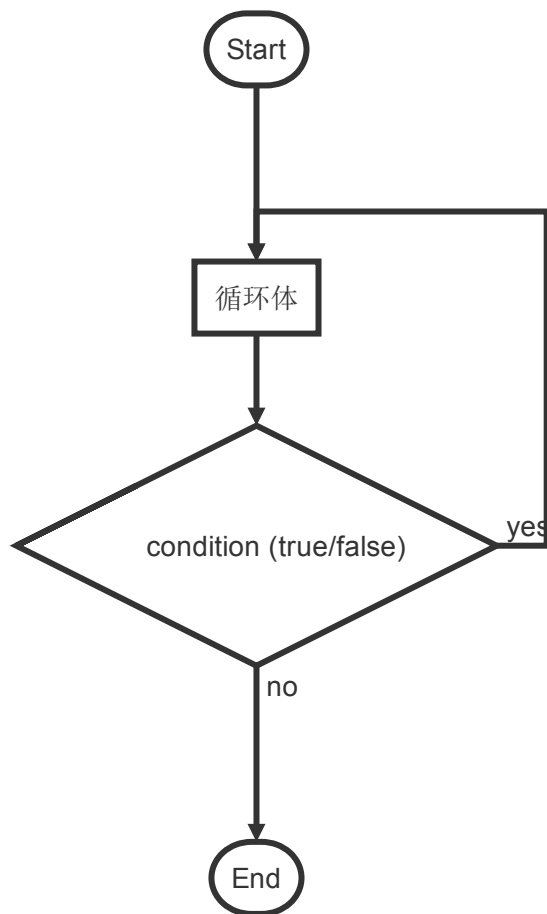 Start
循环体
condition (true/false)
yes
no
End